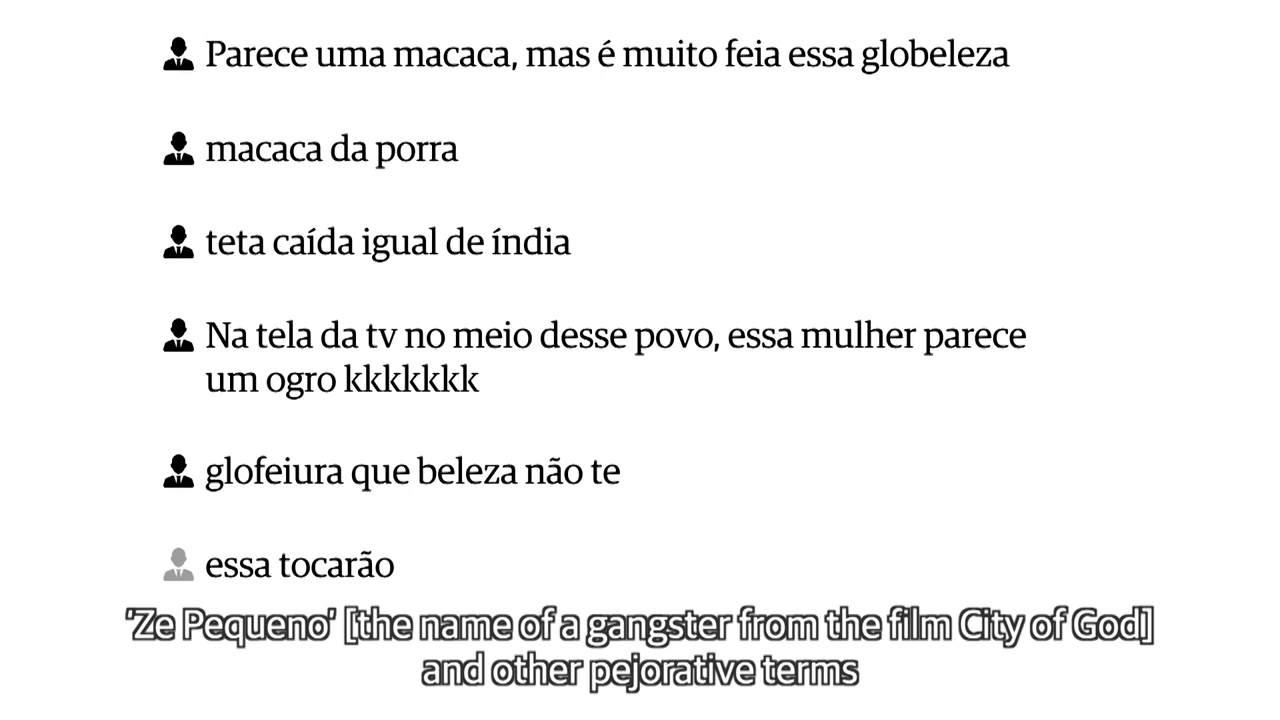 Parece uma macaca, mas é muito feia essa globeleza
macaca da porra
teta caída igual de índia
Na tela da tv no meio desse povo, essa mulher parece
um ogro kkkkkkk
glofeiura que beleza não te
essa tocarão
'Ze Pequeno' [the name of a gangster from the film City of God]
and other pejorative terms